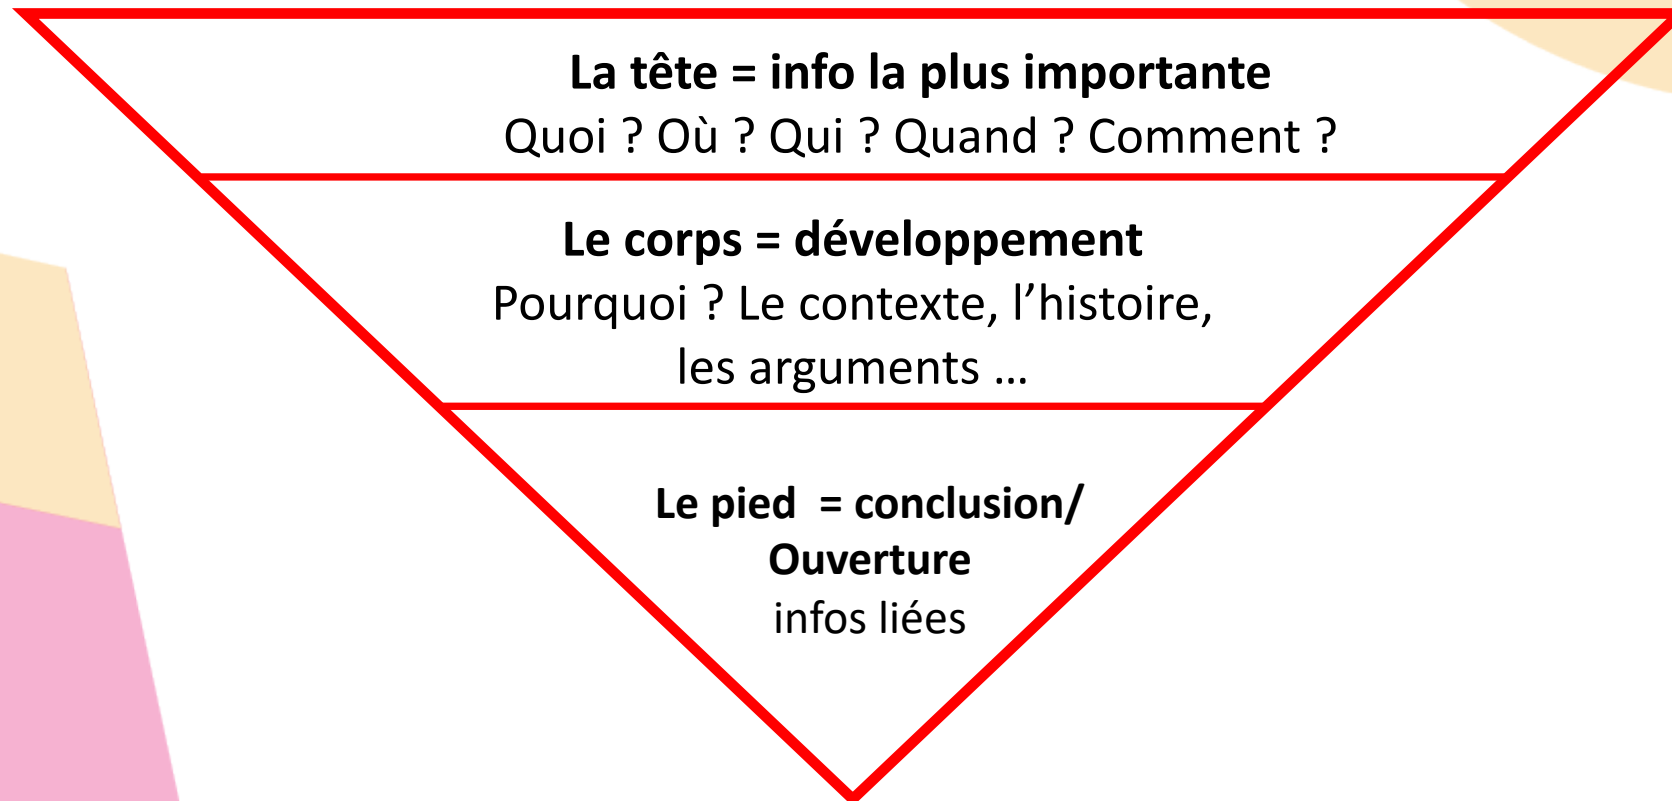 La tête = info la plus importante
Quoi ? Où ? Qui ? Quand ? Comment ?
Le corps = développement
Pourquoi ? Le contexte, l’histoire,
les arguments …
Le pied  = conclusion/
Ouverture
infos liées